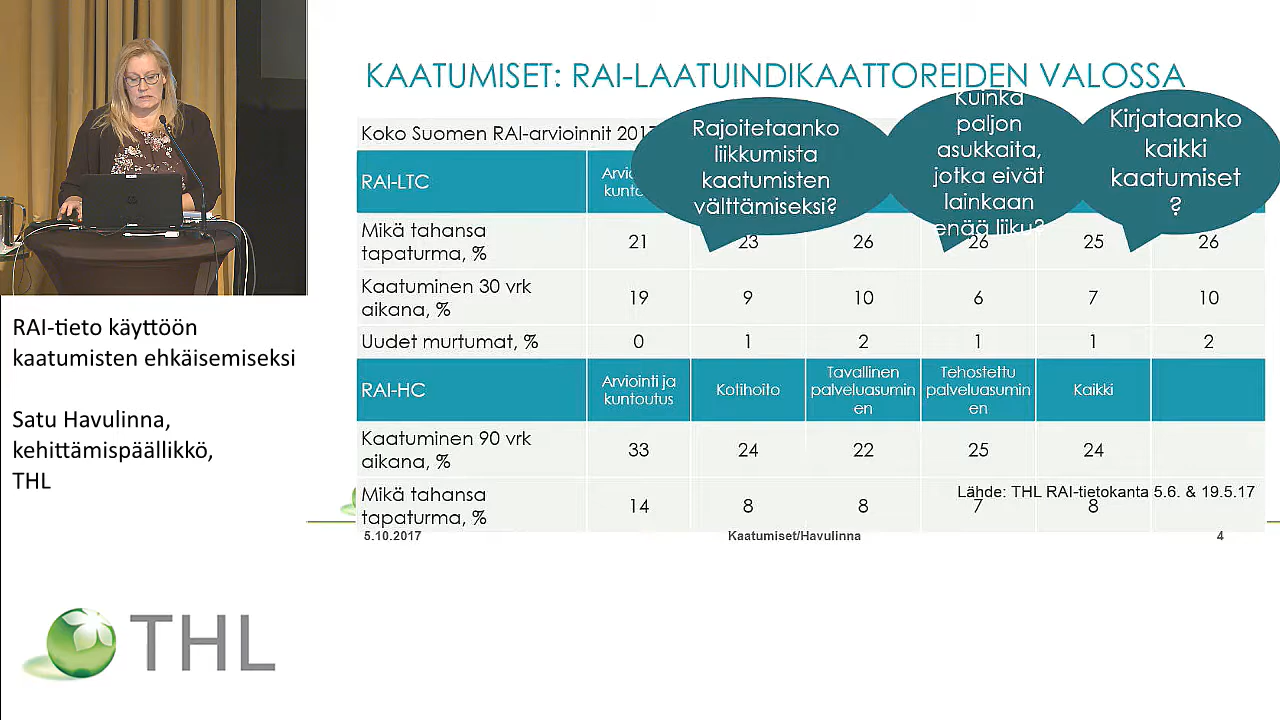 KAATUMISET: RAI-LAATUINDIKAATTOREIDEN VALOSSA
Koko Suomen RAI-arvioinnit 2017
Rajoitetaanko
liikkumista
kaatumisten
välttämiseksi?
Kuinka
paljon
asukkaita,
jotka eivät
lainkaan
enää liiku?
Kirjataanko
kaikki
kaatumiset
?
RAI-LTC
Mikä tahansa
tapaturma, %
21 23 26 26 25 26
Kaatuminen 30 vrk
aikana, %
19 9 10 6 7 10
Uudet murtumat, % 0 1 2 1 1 2
RAI-HC
Arviointi ja
kuntoutus
Kotihoito
Tavallinen
palveluasumin
en
Tehostettu
palveluasumin
en
Kaikki
Kaatuminen 90 vrk
aikana, %
33 24 22 25 24
Mikä tahansa
tapaturma, %
14 8 8 7 8
Lähde: THL RAI-tietokanta 5.6. & 19.5.17
5.10.2017 Kaatumiset/Havulinna 4
RAI-tieto käyttöön
kaatumisten ehkäisemiseksi
Satu Havulinna,
kehittämispäällikkö,
THL
THL